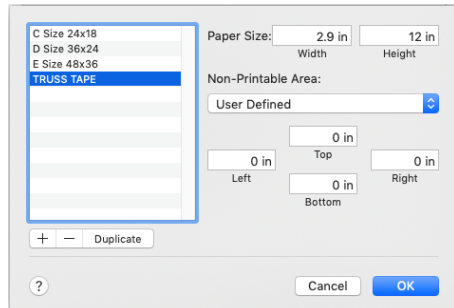 C Size 24x18
D Size 36x24
E Size 48x36
TRUSS TAPE
+ − Duplicate
Paper Size: 2.9 in 12 in
Width Height
Non-Printable Area:
User Defined
0 in
Top
0 in 0 in
Left Right
0 in
Bottom
? Cancel OK